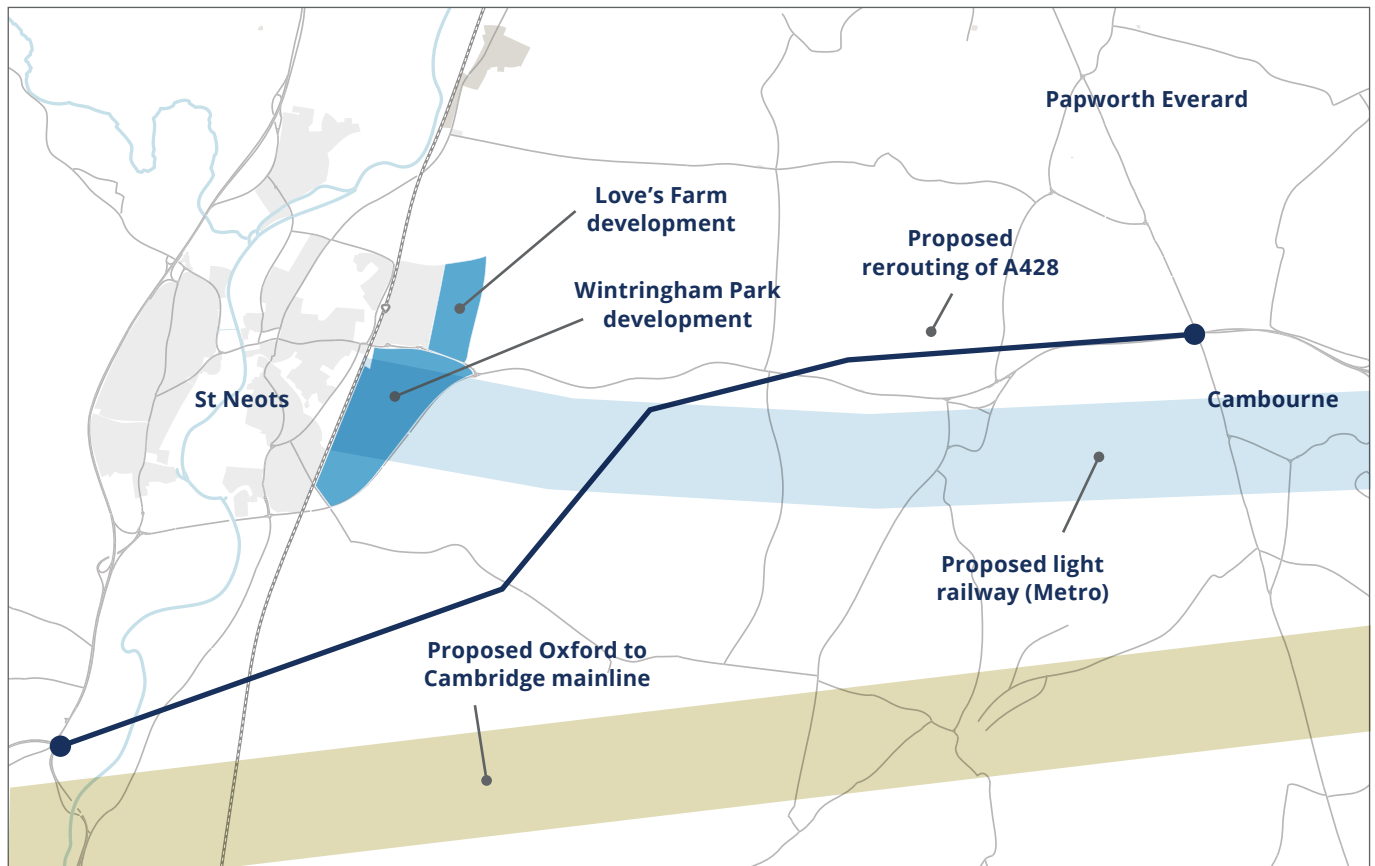 Papworth Everard
Love’s Farm
development
Proposed
rerouting of A428
Wintringham Park
development
St Neots
Cambourne
Proposed light
railway (Metro)
Proposed Oxford to
Cambridge mainline